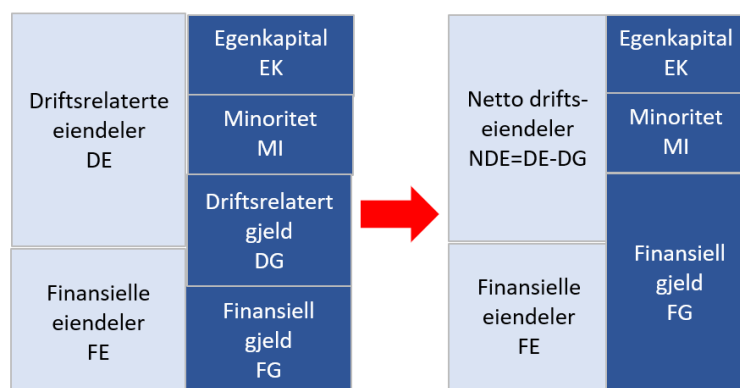 Driftsrelaterte
eiendeler
DE
Finansielle
eiendeler
FE
Egenkapital
EK
Minoritet
MI
Driftsrelatert
gjeld
DG
Finansiell
gjeld
FG
Netto drifts-
eiendeler
NDE=DE-DG
Finansielle
eiendeler
FE
Egenkapital
EK
Minoritet
MI
Finansiell
gjeld
FG